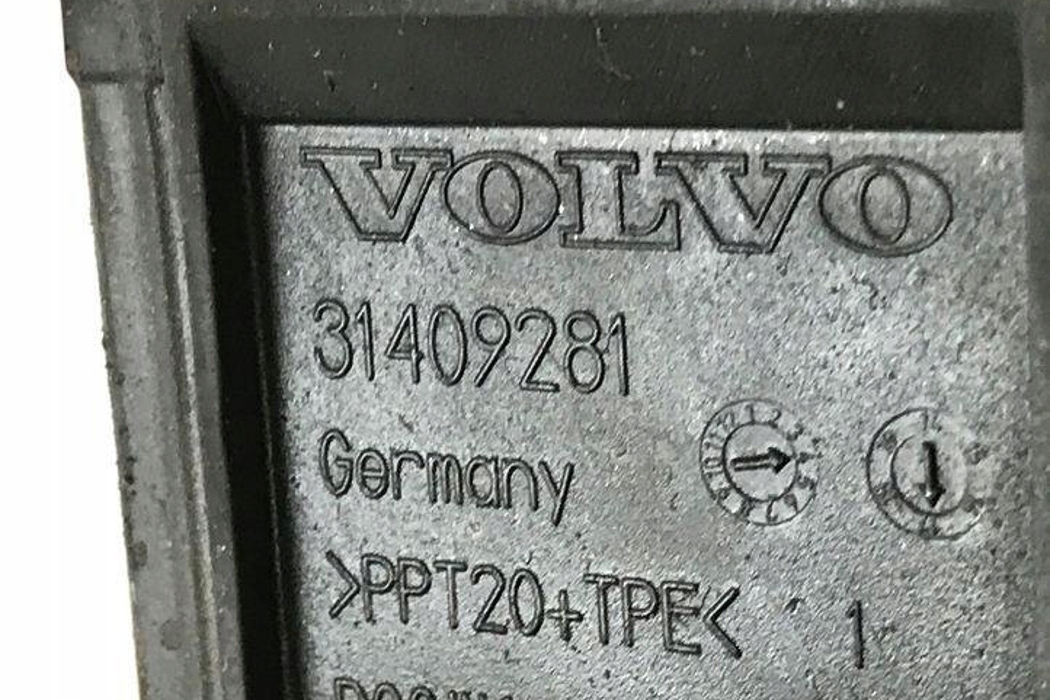 VOLVO
31409281
Germany
>PPT20+TPE<
1